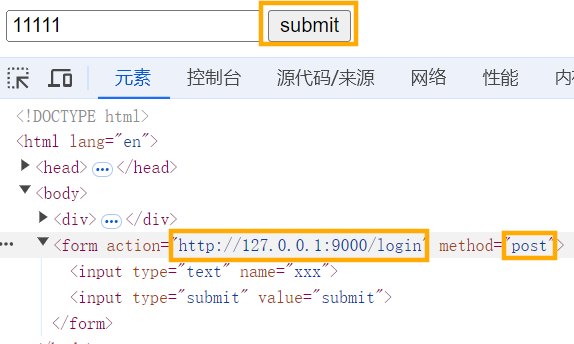 11111 submit
元素 控制台 源代码/来源 网络 性能
<!DOCTYPE html>
<html lang="en">
<head> ••• </head>
<body>
<div> ••• </div>
••• <form action="http://127.0.0.1:9000/login" method="post">
<input type="text" name="xxx">
<input type="submit" value="submit">
</form>